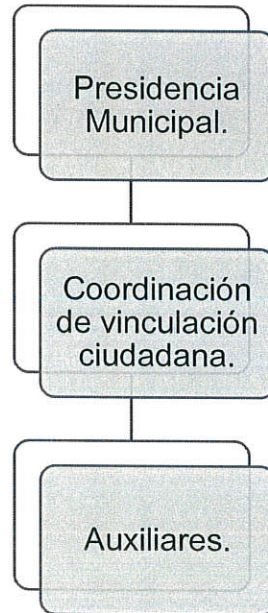 Presidencia
Municipal.
Coordinación
de vinculación
ciudadana.
Auxiliares.